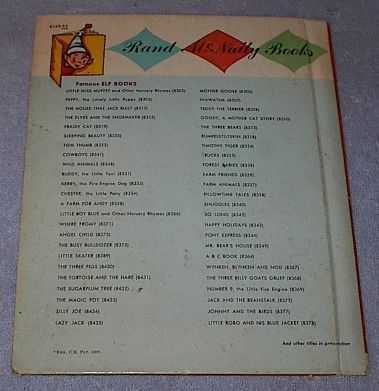 Rand McNally Books
Famous ELF BOOKS
LITTLE MISS MUFFET and Other Nursery Rhymes (8302)
PEPPY, the Lonely Little Puppy (8303)
THE HOUSE THAT JACK BUILT (8311)
THE ELVES AND THE SHOEMAKER (8312)
FRAIDY CAT (8319)
SLEEPING BEAUTY (8320)
TOM THUMB (8323)
COWBOYS (8341)
WILD ANIMALS (8348)
BUDDY, the Little Taxi (8351)
KERRY, the Fire-Engine Dog (8353)
CHESTER, the Little Pony (8354)
A FARM FOR ANDY (8358)
LITTLE BOY BLUE and Other Nursery Rhymes (8366)
WHERE FROM? (8371)
ANGEL CHILD (8373)
THE BUSY BULLDOZER (8375)
LITTLE SKATER (8389)
THE THREE PIGS (8430)
THE TORTOISE AND THE HARE (8431)
THE SUGARPLUM TREE (8432)
THE MAGIC POT (8433)
SILLY JOE (8434)
LAZY JACK (8435)
MOTHER GOOSE (8300)
HIAWATHA (8307)
TEDDY THE TERRIER (8308)
GOOSY, A MOTHER CAT STORY (8310)
THE THREE BEARS (8313)
RUMPELSTILTSKIN (8318)
TIMOTHY TIGER (8324)
TRUCKS (8325)
FOREST BABIES (8328)
FARM FRIENDS (8329)
FARM ANIMALS (8337)
PILLOWTIME TALES (8338)
SNUGGLES (8340)
SO LONG (8342)
HAPPY HOLIDAYS (8343)
PONY EXPRESS (8344)
MR. BEAR'S HOUSE (8349)
A B C BOOK (8364)
WYNKEN, BLYNKEN AND NOD (8367)
THE THREE BILLY GOATS GRUFF (8368)
NUMBER 9, the Little Fire Engine (8369)
JACK AND THE BEANSTALK (8372)
JOHNNY AND THE BIRDS (8377)
LITTLE BOBO AND HIS BLUE JACKET (8378)
And other titles in preparation
*REG. U.S. PAT. OFF.